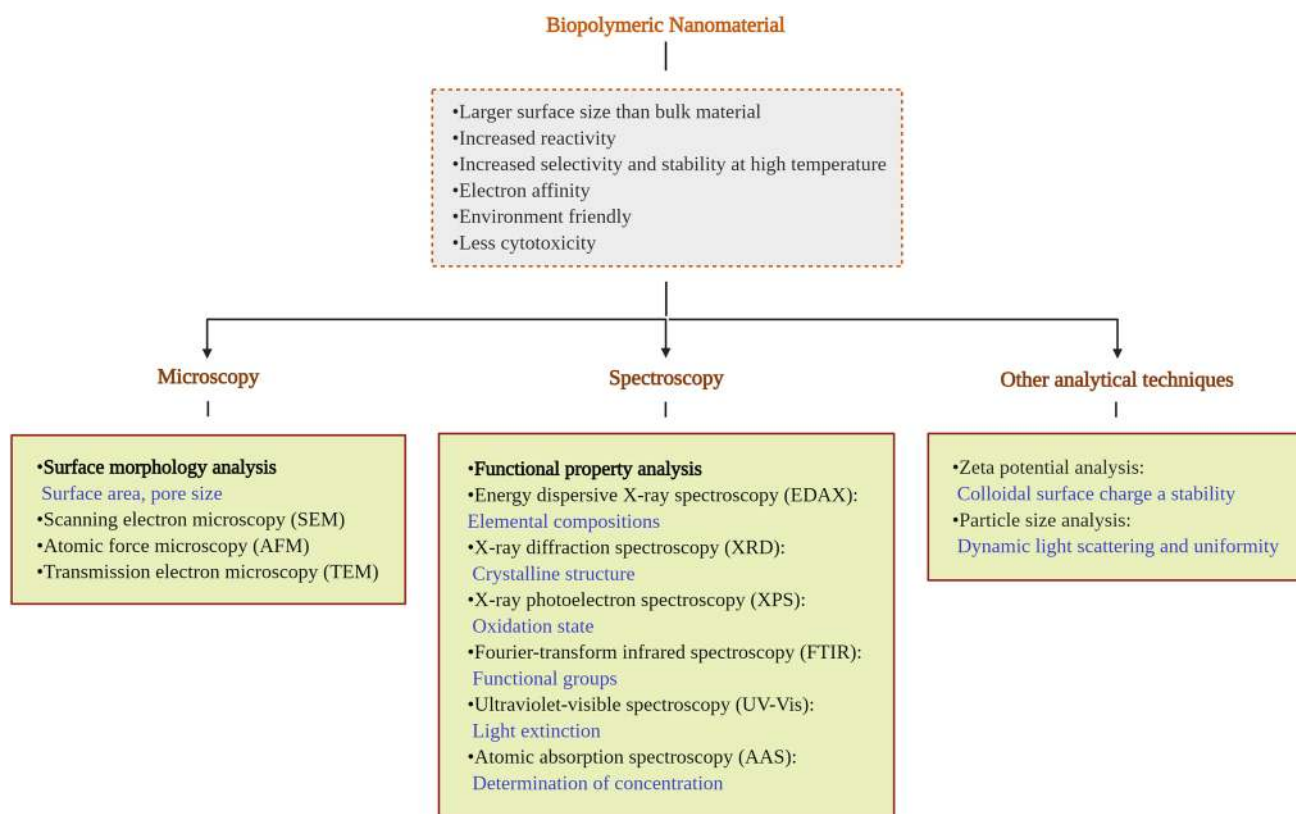 Biopolymeric Nanomaterial
•Larger surface size than bulk material
•Increased reactivity
•Increased selectivity and stability at high temperature
•Electron affinity
•Environment friendly
•Less cytotoxicity
Microscopy
•Surface morphology analysis
Surface area, pore size
•Scanning electron microscopy (SEM)
•Atomic force microscopy (AFM)
•Transmission electron microscopy (TEM)
Spectroscopy
•Functional property analysis
•Energy dispersive X-ray spectroscopy (EDAX):
Elemental compositions
•X-ray diffraction spectroscopy (XRD):
Crystalline structure
•X-ray photoelectron spectroscopy (XPS):
Oxidation state
•Fourier-transform infrared spectroscopy (FTIR):
Functional groups
•Ultraviolet-visible spectroscopy (UV-Vis):
Light extinction
•Atomic absorption spectroscopy (AAS):
Determination of concentration
Other analytical techniques
•Zeta potential analysis:
Colloidal surface charge a stability
•Particle size analysis:
Dynamic light scattering and uniformity